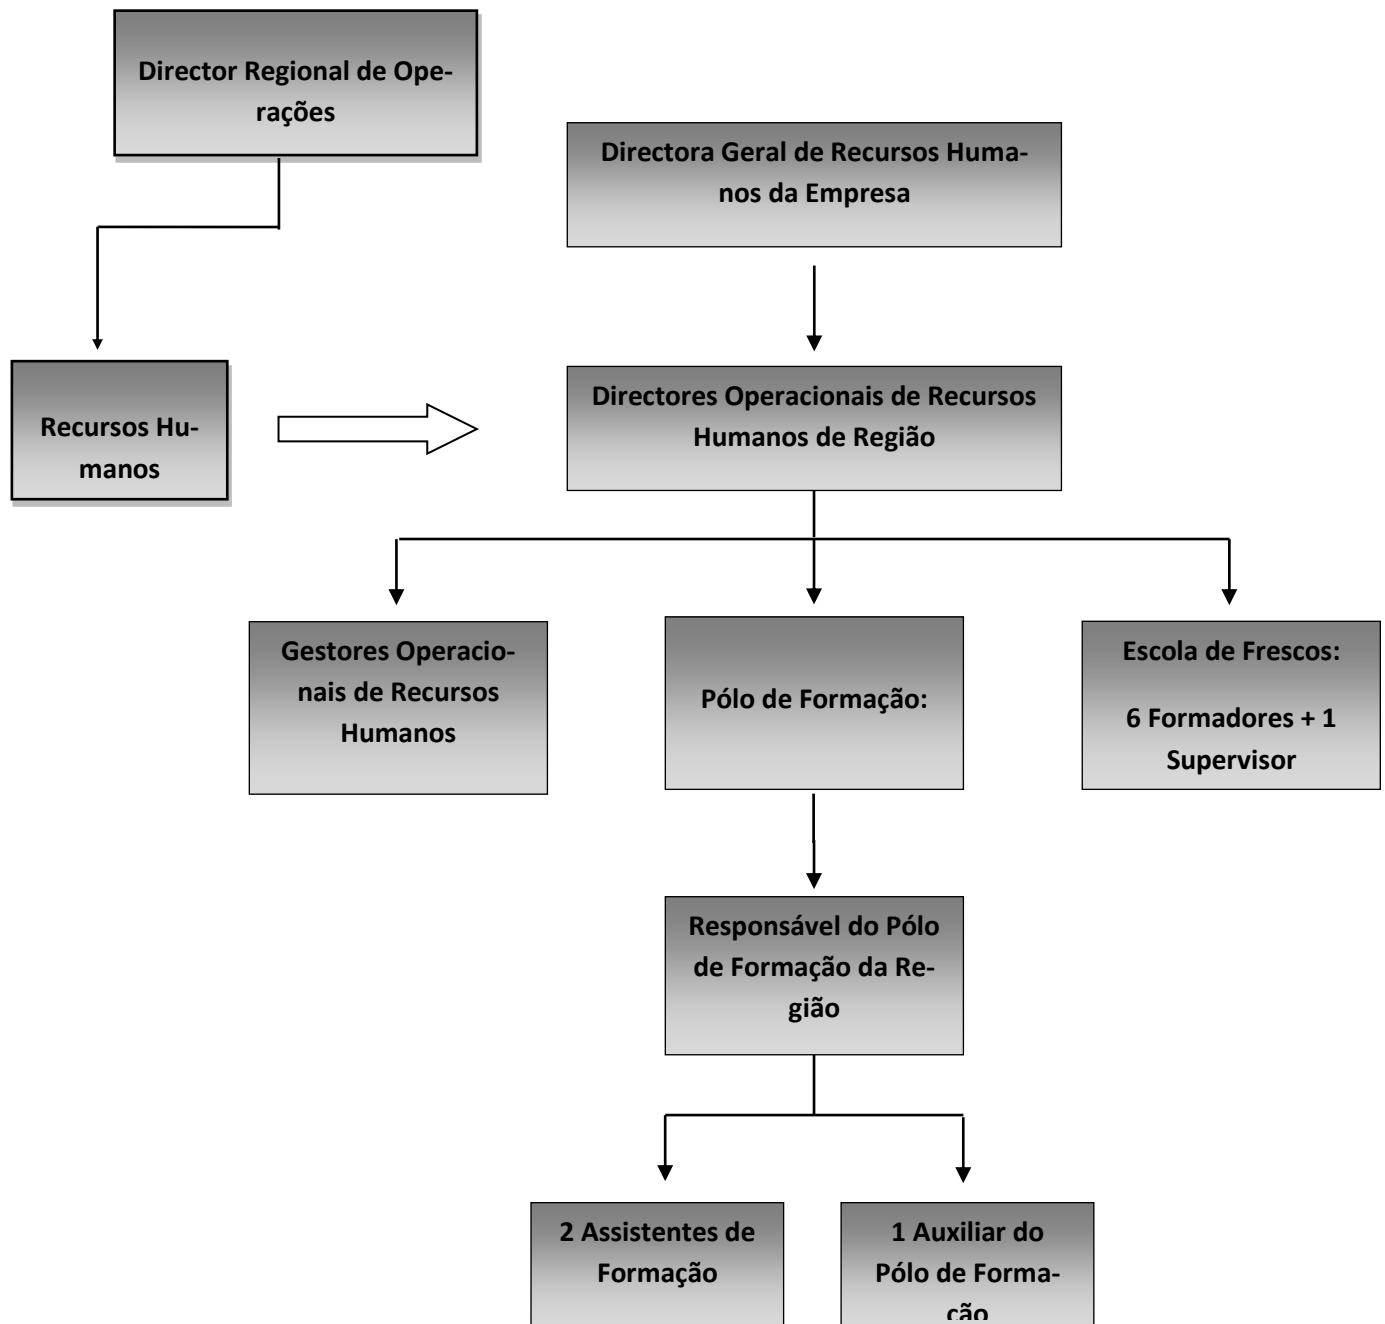 Director Regional de Ope-
rações
Directora Geral de Recursos Huma-
nos da Empresa
Recursos Hu-
manos
Directores Operacionais de Recursos
Humanos de Região
Gestores Operacio-
nais de Recursos
Humanos
Pólo de Formação:
Escola de Frescos:
6 Formadores + 1
Supervisor
Responsável do Pólo
de Formação da Re-
gião
2 Assistentes de
Formação
1 Auxiliar do
Pólo de Forma-
ção